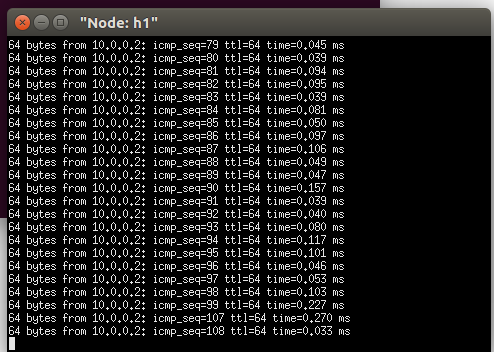 "Node: h1"
64 bytes from 10.0.0.2: icmp_seq=79 ttl=64 time=0.045 ms
64 bytes from 10.0.0.2: icmp_seq=80 ttl=64 time=0.039 ms
64 bytes from 10.0.0.2: icmp_seq=81 ttl=64 time=0.094 ms
64 bytes from 10.0.0.2: icmp_seq=82 ttl=64 time=0.095 ms
64 bytes from 10.0.0.2: icmp_seq=83 ttl=64 time=0.039 ms
64 bytes from 10.0.0.2: icmp_seq=84 ttl=64 time=0.081 ms
64 bytes from 10.0.0.2: icmp_seq=85 ttl=64 time=0.050 ms
64 bytes from 10.0.0.2: icmp_seq=86 ttl=64 time=0.097 ms
64 bytes from 10.0.0.2: icmp_seq=87 ttl=64 time=0.106 ms
64 bytes from 10.0.0.2: icmp_seq=88 ttl=64 time=0.049 ms
64 bytes from 10.0.0.2: icmp_seq=89 ttl=64 time=0.047 ms
64 bytes from 10.0.0.2: icmp_seq=90 ttl=64 time=0.157 ms
64 bytes from 10.0.0.2: icmp_seq=91 ttl=64 time=0.039 ms
64 bytes from 10.0.0.2: icmp_seq=92 ttl=64 time=0.040 ms
64 bytes from 10.0.0.2: icmp_seq=93 ttl=64 time=0.080 ms
64 bytes from 10.0.0.2: icmp_seq=94 ttl=64 time=0.117 ms
64 bytes from 10.0.0.2: icmp_seq=95 ttl=64 time=0.101 ms
64 bytes from 10.0.0.2: icmp_seq=96 ttl=64 time=0.046 ms
64 bytes from 10.0.0.2: icmp_seq=97 ttl=64 time=0.053 ms
64 bytes from 10.0.0.2: icmp_seq=98 ttl=64 time=0.103 ms
64 bytes from 10.0.0.2: icmp_seq=99 ttl=64 time=0.227 ms
64 bytes from 10.0.0.2: icmp_seq=107 ttl=64 time=0.270 ms
64 bytes from 10.0.0.2: icmp_seq=108 ttl=64 time=0.033 ms